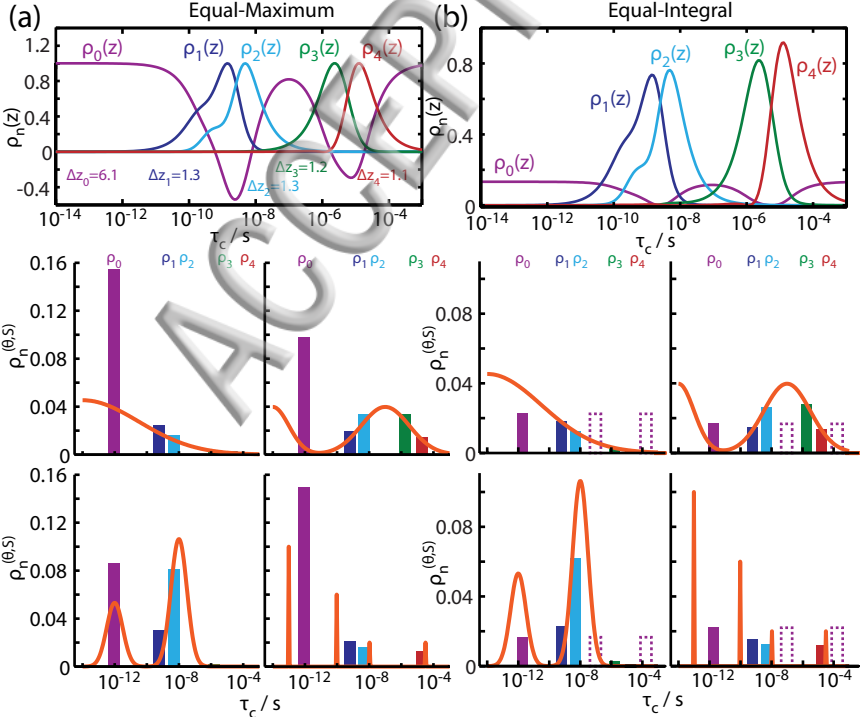 (a) Equal-Maximum
ρ0(z) ρ1(z) ρ2(z) ρ3(z) ρ4(z)
ρn(z)
1.2
0.8
0.4
0
-0.4
Δz0=6.1 Δz1=1.3 Δz2=1.3 Δz3=1.2 Δz4=1.1
10-14 10-12 10-10 10-8 10-6 10-4
τc / s
ρ0 ρ1 ρ2 ρ3 ρ4 ρ0 ρ1 ρ2 ρ3 ρ4
ρn(θ,S)
0.16
0.12
0.08
0.04
0
ρn(θ,S)
0.16
0.12
0.08
0.04
0
10-12 10-8 10-4 10-12 10-8 10-4
τc / s
(b) Equal-Integral
ρ0(z) ρ1(z) ρ2(z) ρ3(z) ρ4(z)
ρn(z)
0.8
0.4
0
10-14 10-12 10-10 10-8 10-6 10-4
τc / s
ρ0 ρ1 ρ2 ρ3 ρ4 ρ0 ρ1 ρ2 ρ3 ρ4
ρn(θ,S)
0.08
0.04
0
ρn(θ,S)
0.08
0.04
0
10-12 10-8 10-4 10-12 10-8 10-4
τc / s
ACCEP